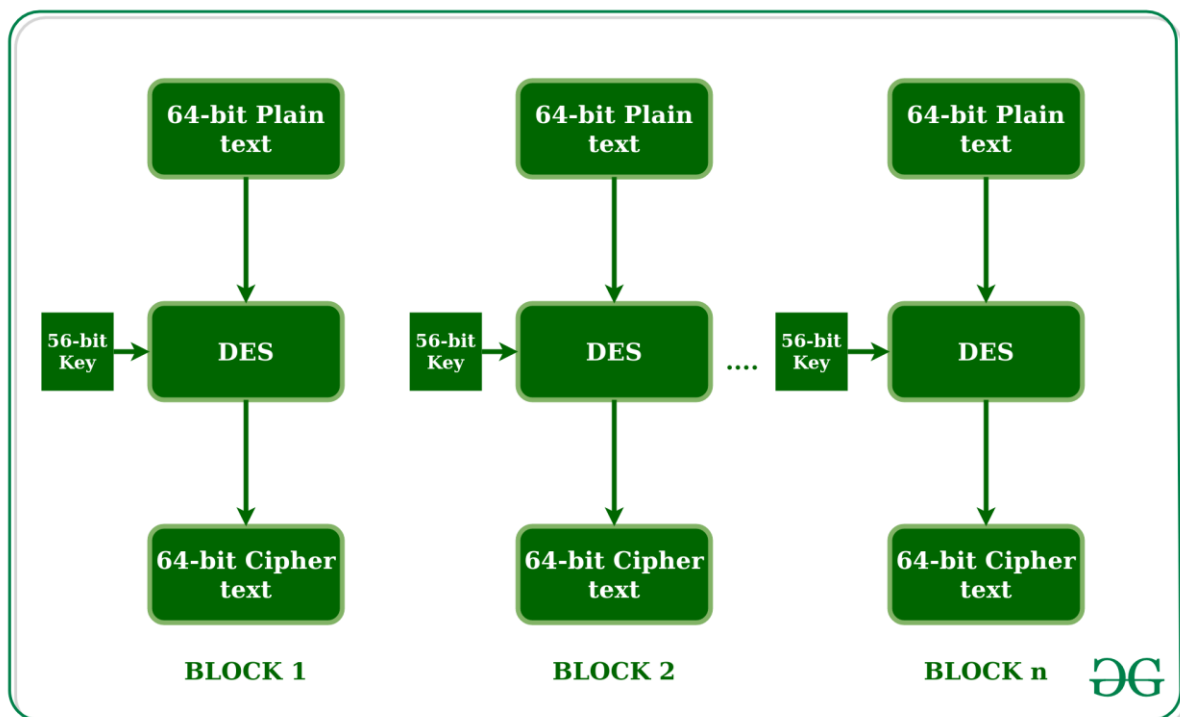 64-bit Plain
text
64-bit Plain
text
64-bit Plain
text
56-bit
Key
DES
56-bit
Key
DES
....
56-bit
Key
DES
64-bit Cipher
text
64-bit Cipher
text
64-bit Cipher
text
BLOCK 1
BLOCK 2
BLOCK n